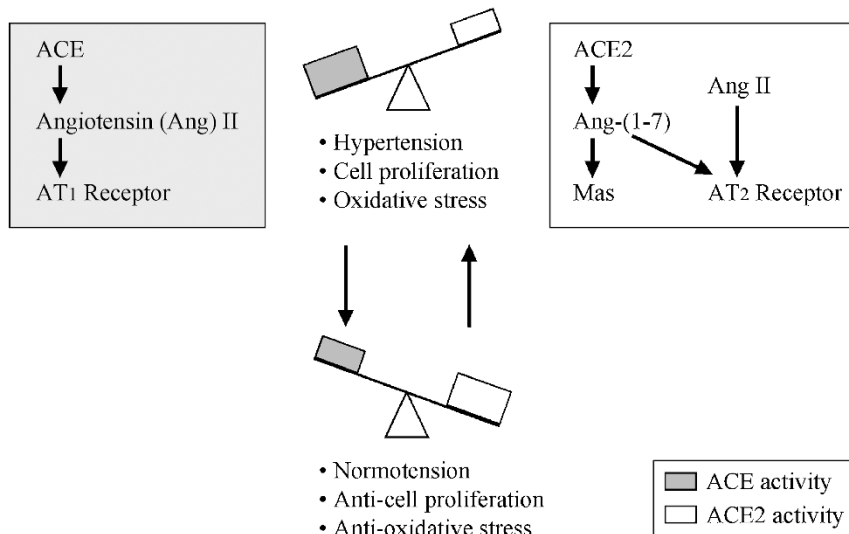 ACE
Angiotensin (Ang) II
AT1 Receptor
• Hypertension
• Cell proliferation
• Oxidative stress
ACE2
Ang II
Ang-(1-7)
Mas
AT2 Receptor
• Normotension
• Anti-cell proliferation
• Anti-oxidative stress
ACE activity
ACE2 activity